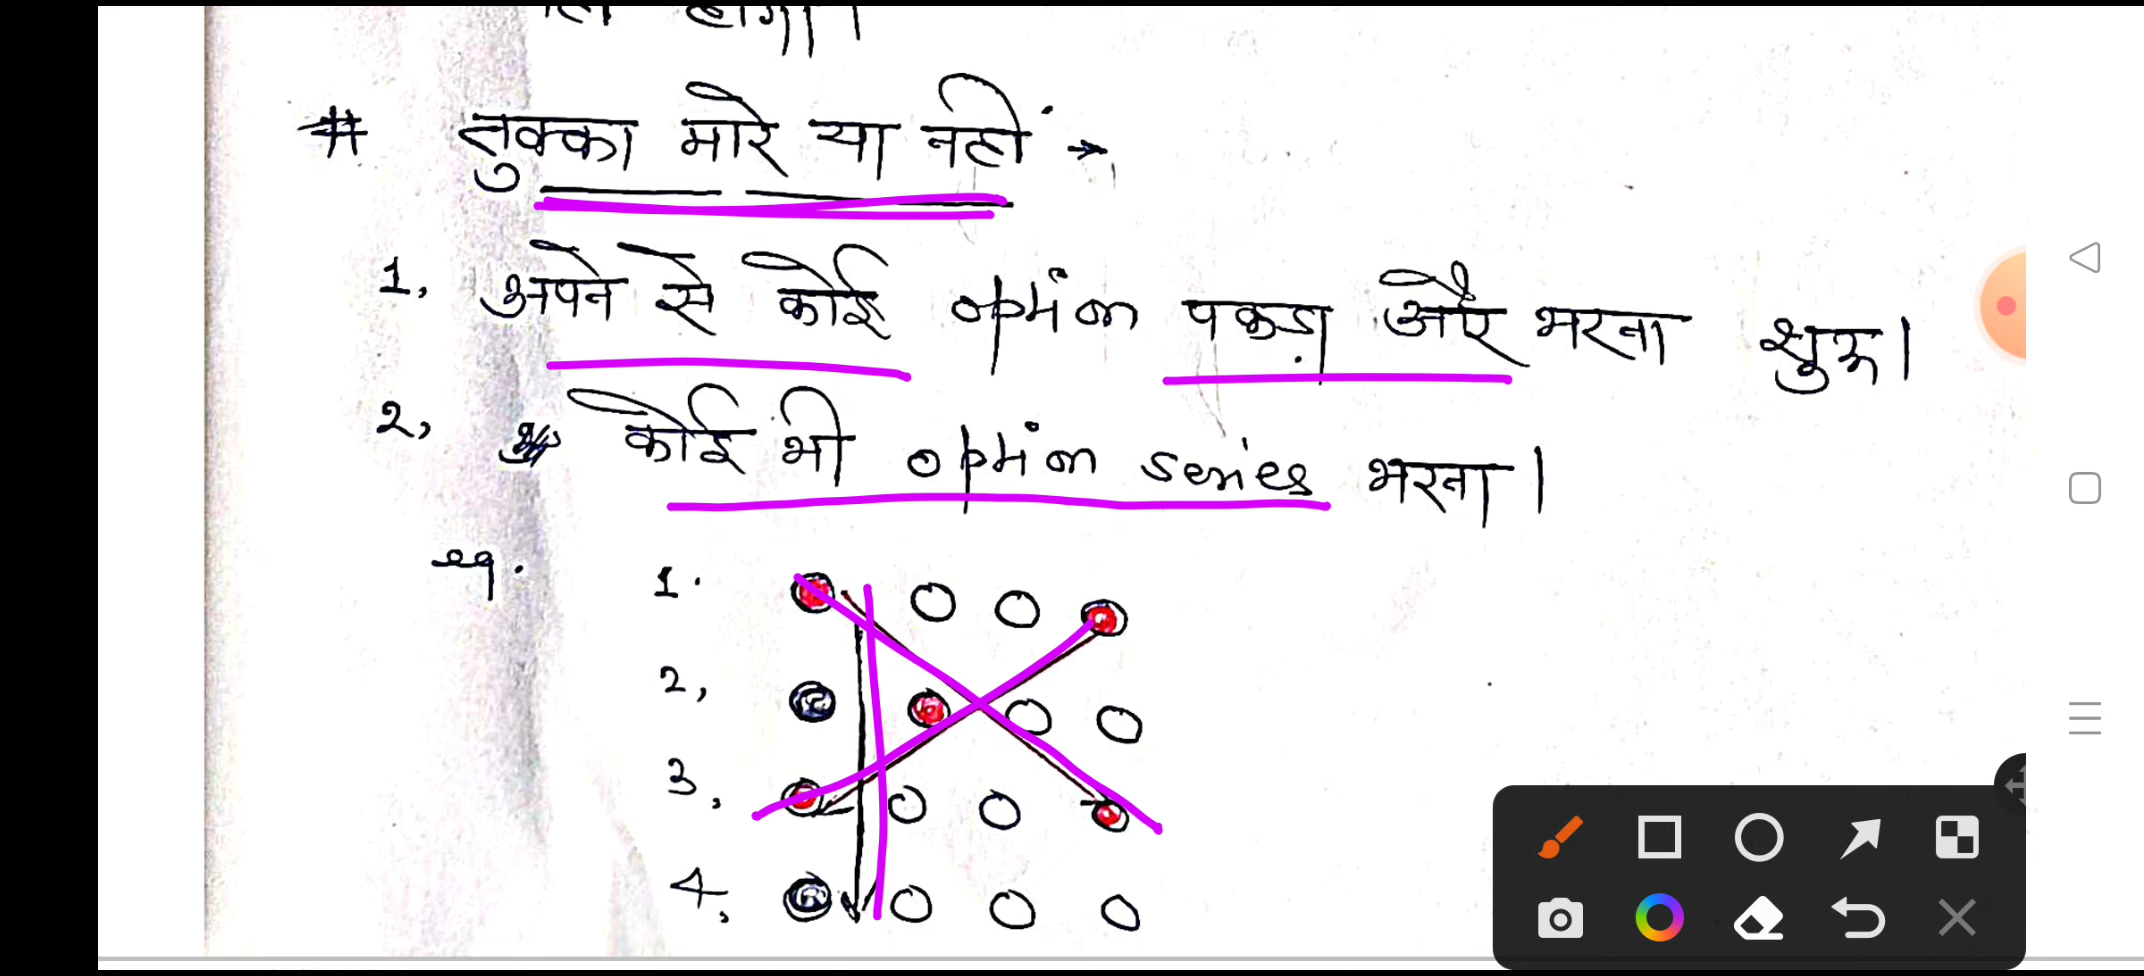 होगा।
# तुक्का मारे या नहीं →
1, अपने से कोई option पकड़ा और भरना शुरू।
2, कोई भी option series भरना।
eg.
1.
2,
3,
4,